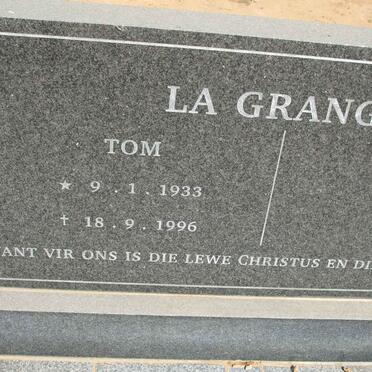 LA GRANG
TOM
★ 9 . 1 . 1933
† 18 . 9 . 1996
ANT VIR ONS IS DIE LEWE CHRISTUS EN DI